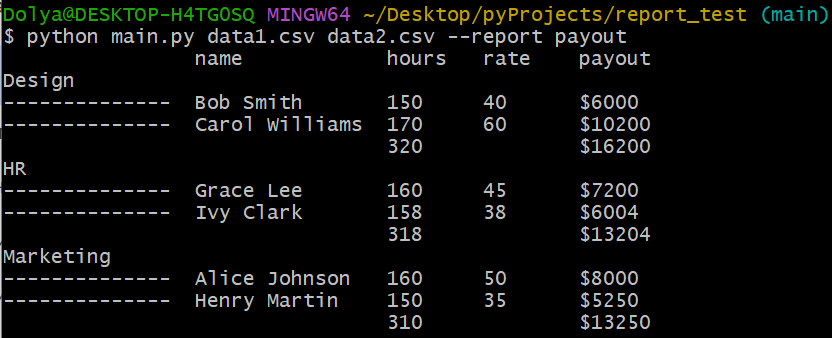 Dolya@DESKTOP-H4TGOSQ MINGW64 ~/Desktop/pyProjects/report_test (main)
$ python main.py data1.csv data2.csv --report payout
                name            hours   rate    payout
Design
--------------  Bob Smith       150     40      $6000
--------------  Carol Williams  170     60      $10200
                                320             $16200
HR
--------------  Grace Lee       160     45      $7200
--------------  Ivy Clark       158     38      $6004
                                318             $13204
Marketing
--------------  Alice Johnson   160     50      $8000
--------------  Henry Martin    150     35      $5250
                                310             $13250